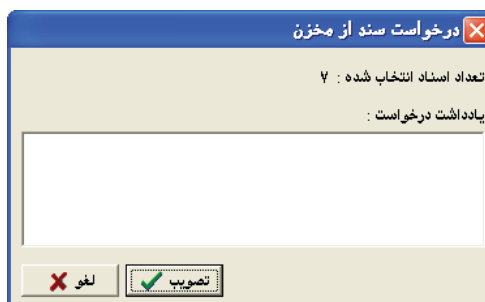 درخواست سند از مخزن
تعداد اسناد انتخاب شده : ۷
یادداشت درخواست :
تصویب
لغو